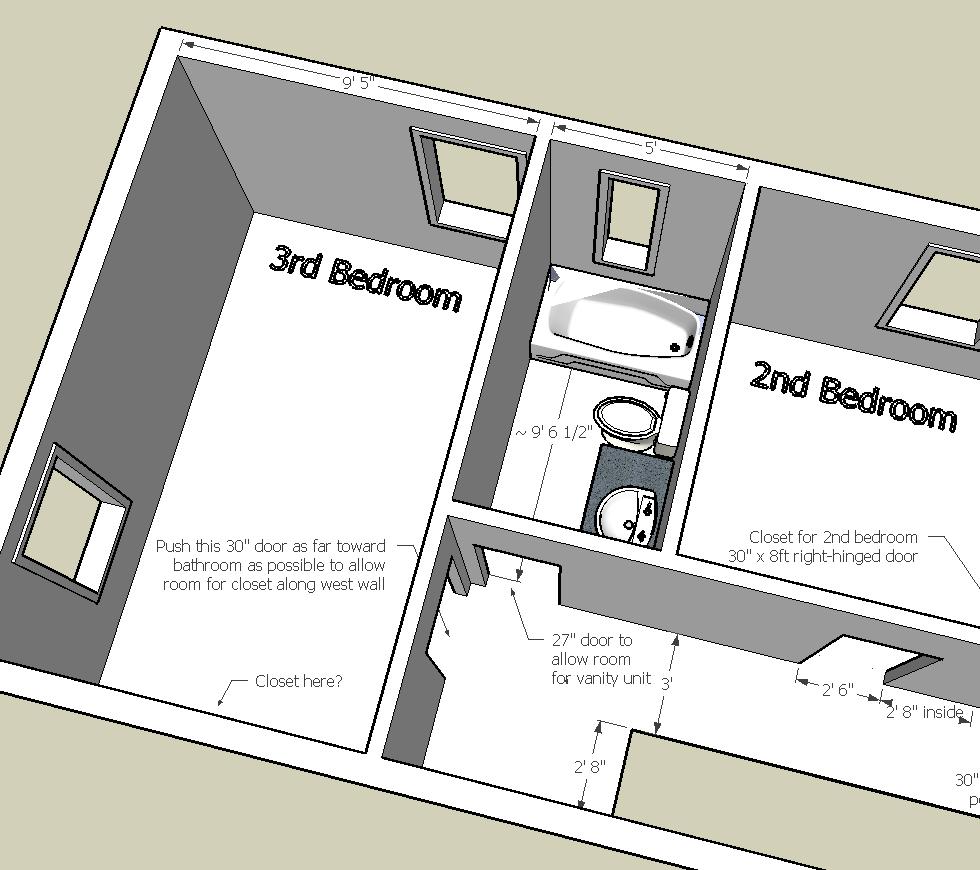 9' 5"
5'
3rd Bedroom
2nd Bedroom
~ 9' 6 1/2"
Push this 30" door as far toward
bathroom as possible to allow
room for closet along west wall
Closet for 2nd bedroom
30" x 8ft right-hinged door
27" door to
allow room
for vanity unit
Closet here?
3'
2' 6"
2' 8" inside
2' 8"
30"